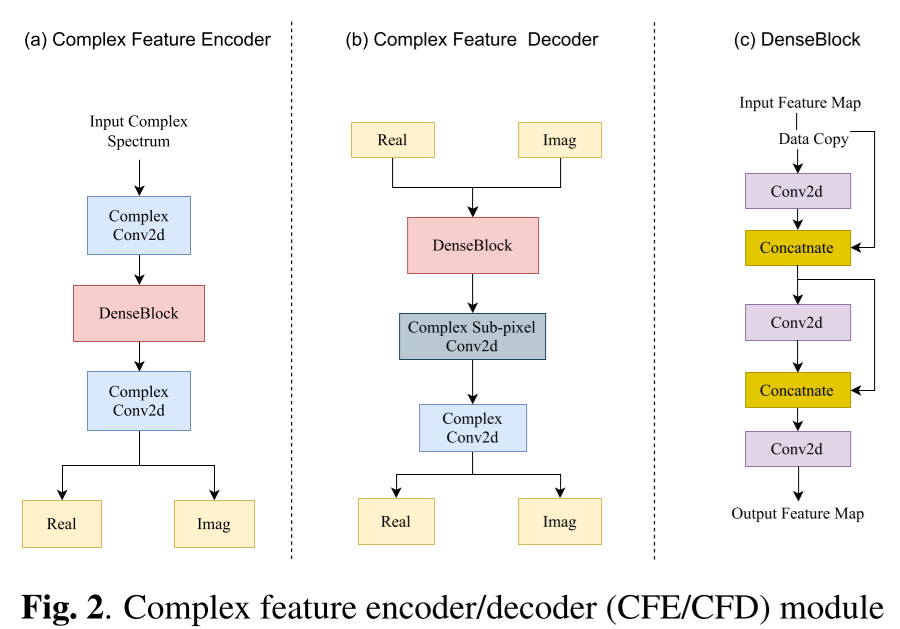 (a) Complex Feature Encoder
Input Complex
Spectrum
Complex
Conv2d
DenseBlock
Complex
Conv2d
Real
Imag
(b) Complex Feature Decoder
Real
Imag
DenseBlock
Complex Sub-pixel
Conv2d
Complex
Conv2d
Real
Imag
(c) DenseBlock
Input Feature Map
Data Copy
Conv2d
Concatnate
Conv2d
Concatnate
Conv2d
Output Feature Map
Fig. 2. Complex feature encoder/decoder (CFE/CFD) module